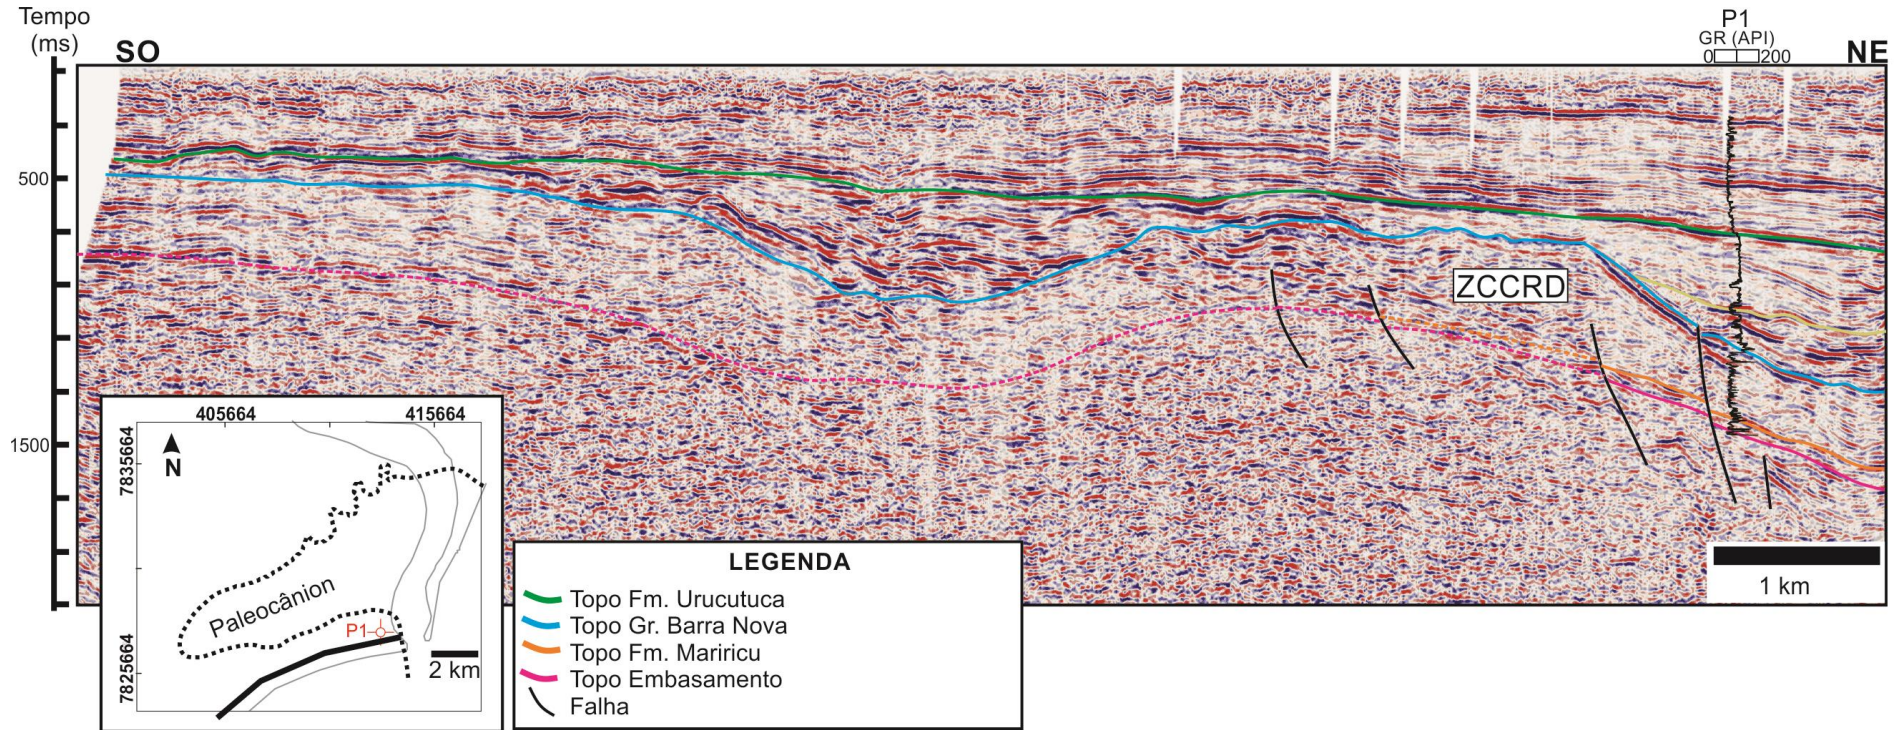 Tempo
(ms)
SO
P1
GR (API)
0 200
NE
500
1500
ZCCRD
405664 415664
7835664
N
Paleocânion
P1
2 km
7825664
LEGENDA
Topo Fm. Urucutuca
Topo Gr. Barra Nova
Topo Fm. Mariricu
Topo Embasamento
Falha
1 km